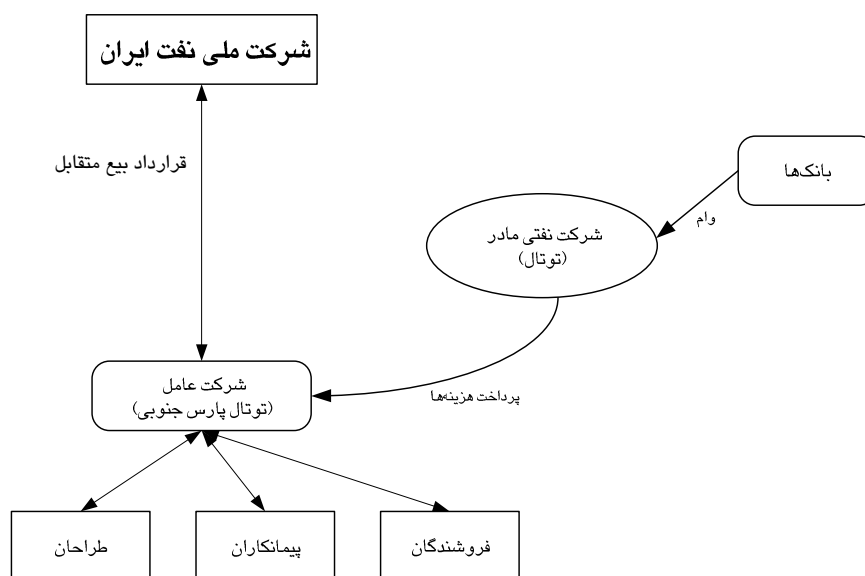 شرکت ملی نفت ایران
قرارداد بیع متقابل
بانک‌ها
وام
شرکت نفتی مادر
(توتال)
پرداخت هزینه‌ها
شرکت عامل
(توتال پارس جنوبی)
فروشندگان
پیمانکاران
طراحان